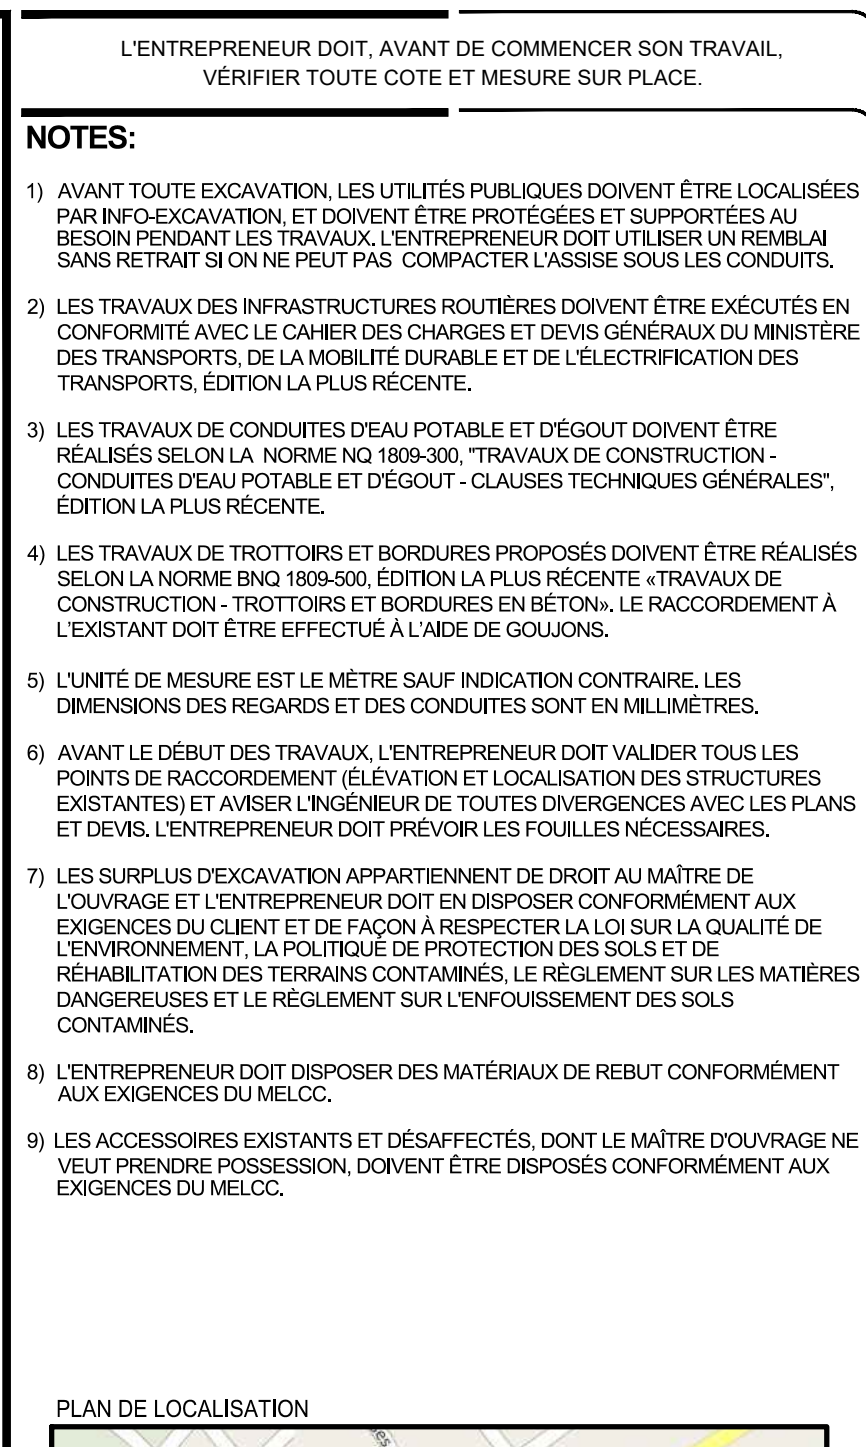 L'ENTREPRENEUR DOIT, AVANT DE COMMENCER SON TRAVAIL,
VÉRIFIER TOUTE COTE ET MESURE SUR PLACE.
NOTES:
1) AVANT TOUTE EXCAVATION, LES UTILITÉS PUBLIQUES DOIVENT ÊTRE LOCALISÉES
PAR INFO-EXCAVATION, ET DOIVENT ÊTRE PROTÉGÉES ET SUPPORTÉES AU
BESOIN PENDANT LES TRAVAUX. L'ENTREPRENEUR DOIT UTILISER UN REMBLAI
SANS RETRAIT SI ON NE PEUT PAS COMPACTER L'ASSISE SOUS LES CONDUITS.
2) LES TRAVAUX DES INFRASTRUCTURES ROUTIÈRES DOIVENT ÊTRE EXÉCUTÉS EN
CONFORMITÉ AVEC LE CAHIER DES CHARGES ET DEVIS GÉNÉRAUX DU MINISTÈRE
DES TRANSPORTS, DE LA MOBILITÉ DURABLE ET DE L'ÉLECTRIFICATION DES
TRANSPORTS, ÉDITION LA PLUS RÉCENTE.
3) LES TRAVAUX DE CONDUITES D'EAU POTABLE ET D'ÉGOUT DOIVENT ÊTRE
RÉALISÉS SELON LA NORME NQ 1809-300, "TRAVAUX DE CONSTRUCTION -
CONDUITES D'EAU POTABLE ET D'ÉGOUT - CLAUSES TECHNIQUES GÉNÉRALES",
ÉDITION LA PLUS RÉCENTE.
4) LES TRAVAUX DE TROTTOIRS ET BORDURES PROPOSÉS DOIVENT ÊTRE RÉALISÉS
SELON LA NORME BNQ 1809-500, ÉDITION LA PLUS RÉCENTE «TRAVAUX DE
CONSTRUCTION - TROTTOIRS ET BORDURES EN BÉTON». LE RACCORDEMENT À
L’EXISTANT DOIT ÊTRE EFFECTUÉ À L’AIDE DE GOUJONS.
5) L'UNITÉ DE MESURE EST LE MÈTRE SAUF INDICATION CONTRAIRE. LES
DIMENSIONS DES REGARDS ET DES CONDUITES SONT EN MILLIMÈTRES.
6) AVANT LE DÉBUT DES TRAVAUX, L'ENTREPRENEUR DOIT VALIDER TOUS LES
POINTS DE RACCORDEMENT (ÉLÉVATION ET LOCALISATION DES STRUCTURES
EXISTANTES) ET AVISER L'INGÉNIEUR DE TOUTES DIVERGENCES AVEC LES PLANS
ET DEVIS. L'ENTREPRENEUR DOIT PRÉVOIR LES FOUILLES NÉCESSAIRES.
7) LES SURPLUS D'EXCAVATION APPARTIENNENT DE DROIT AU MAÎTRE DE
L'OUVRAGE ET L'ENTREPRENEUR DOIT EN DISPOSER CONFORMÉMENT AUX
EXIGENCES DU CLIENT ET DE FAÇON À RESPECTER LA LOI SUR LA QUALITÉ DE
L'ENVIRONNEMENT, LA POLITIQUE DE PROTECTION DES SOLS ET DE
RÉHABILITATION DES TERRAINS CONTAMINÉS, LE RÈGLEMENT SUR LES MATIÈRES
DANGEREUSES ET LE RÈGLEMENT SUR L'ENFOUISSEMENT DES SOLS
CONTAMINÉS.
8) L'ENTREPRENEUR DOIT DISPOSER DES MATÉRIAUX DE REBUT CONFORMÉMENT
AUX EXIGENCES DU MELCC.
9) LES ACCESSOIRES EXISTANTS ET DÉSAFFECTÉS, DONT LE MAÎTRE D'OUVRAGE NE
VEUT PRENDRE POSSESSION, DOIVENT ÊTRE DISPOSÉS CONFORMÉMENT AUX
EXIGENCES DU MELCC.
PLAN DE LOCALISATION